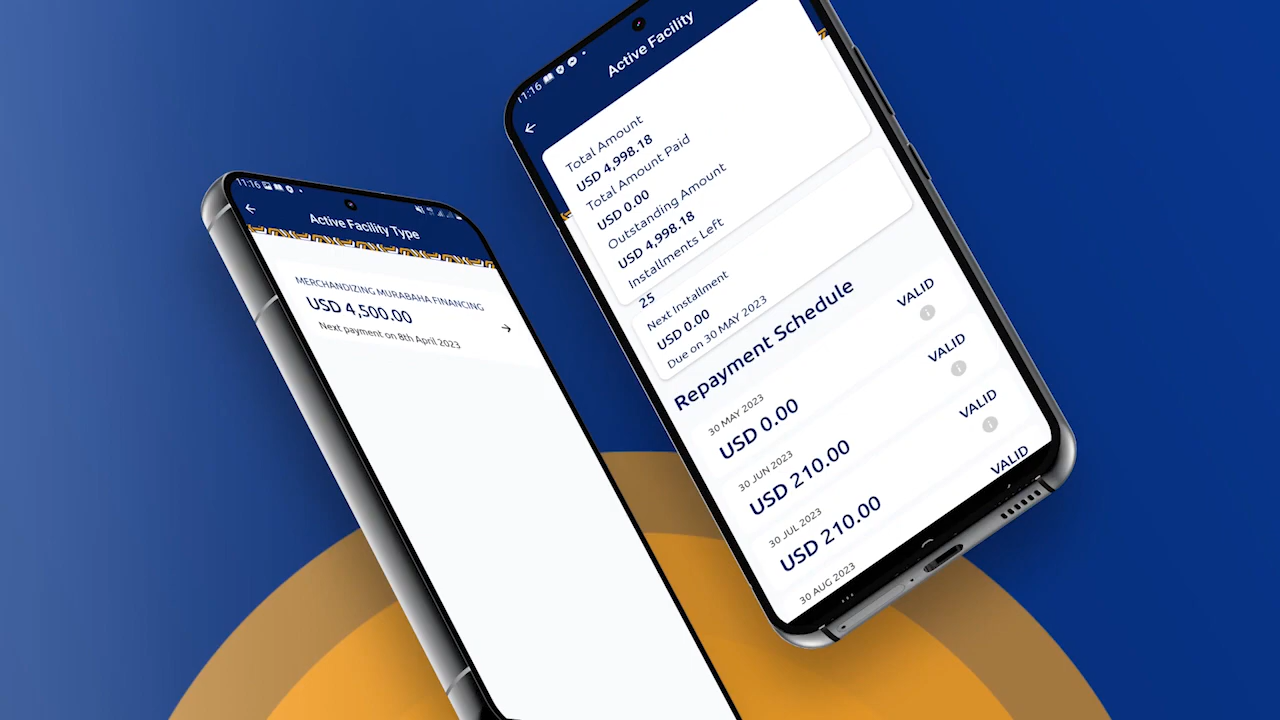 11:16
Active Facility Type
MERCHANDIZING MURABAHA FINANCING
USD 4,500.00
Next payment on 8th April 2023
11:16
Active Facility
Total Amount
USD 4,998.18
Total Amount Paid
USD 0.00
Outstanding Amount
USD 4,998.18
Installments Left
25
Next Installment
USD 0.00
Due on 30 MAY 2023
Repayment Schedule
30 MAY 2023
USD 0.00
VALID
30 JUN 2023
USD 210.00
VALID
30 JUL 2023
USD 210.00
VALID
30 AUG 2023
VALID